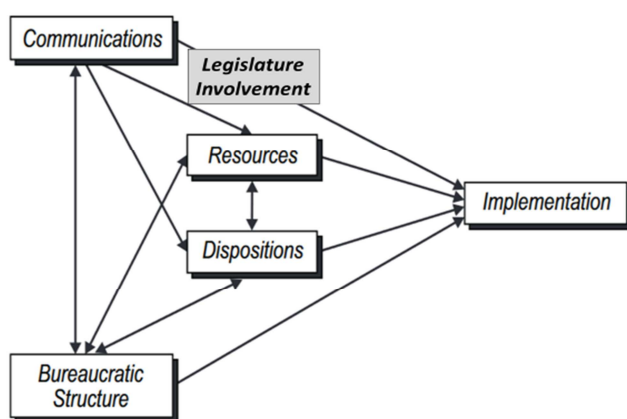 Communications
Legislature
Involvement
Resources
Implementation
Dispositions
Bureaucratic
Structure